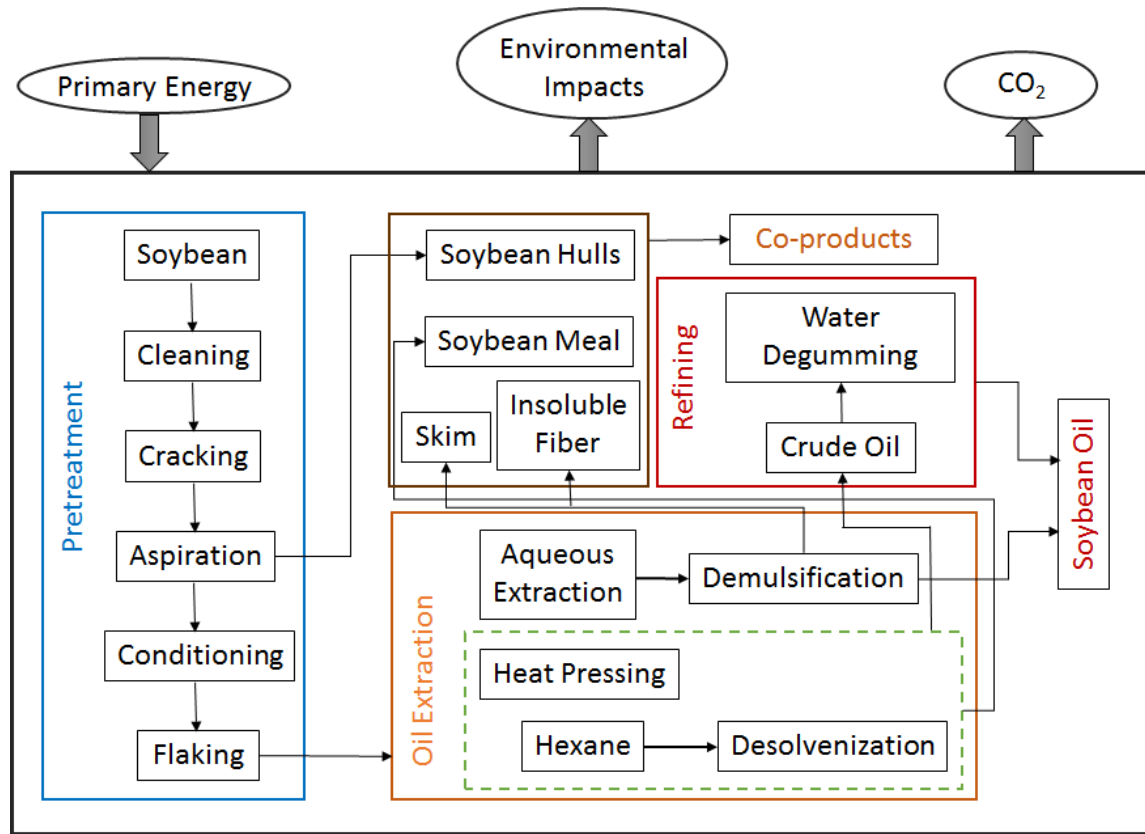 Primary Energy
Environmental
Impacts
CO₂
Pretreatment
Soybean
Cleaning
Cracking
Aspiration
Conditioning
Flaking
Soybean Hulls
Soybean Meal
Skim
Insoluble
Fiber
Co-products
Refining
Water
Degumming
Crude Oil
Soybean Oil
Oil Extraction
Aqueous
Extraction
Demulsification
Heat Pressing
Hexane
Desolvenization